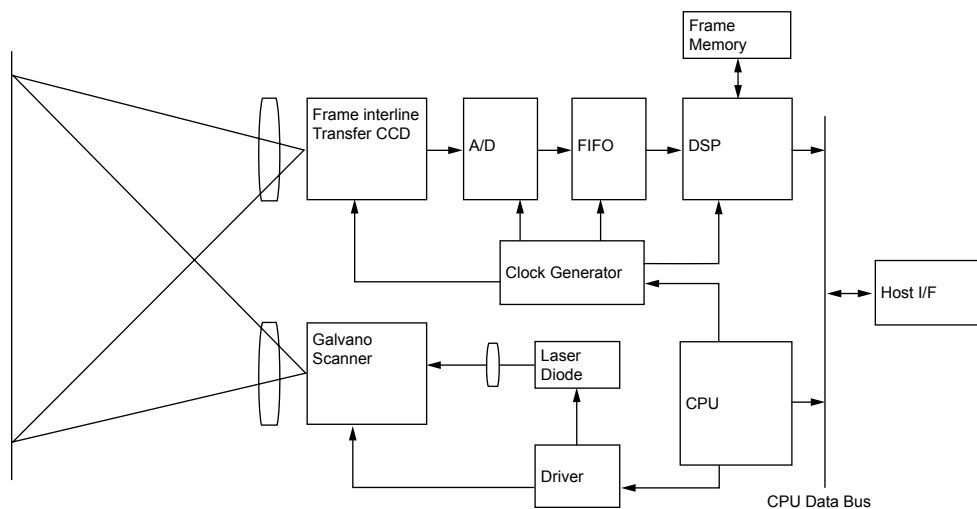 Frame
Memory
Frame interline
Transfer CCD
A/D
FIFO
DSP
Clock Generator
Host I/F
Galvano
Scanner
Laser
Diode
CPU
Driver
CPU Data Bus